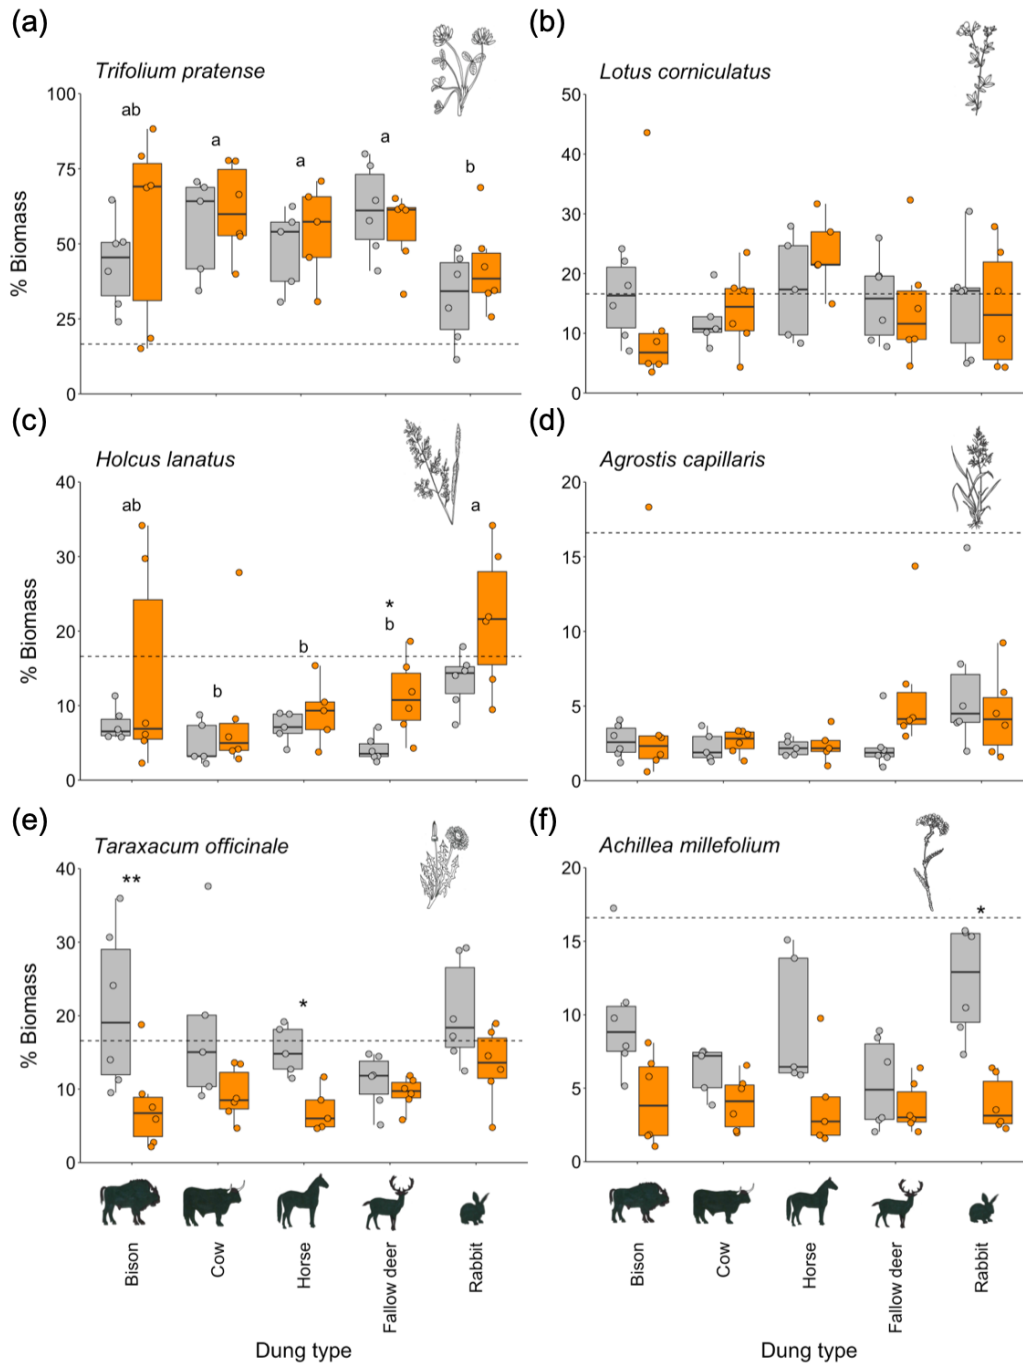 (a)
Trifolium pratense
% Biomass
100
75
50
25
0
ab
a
a
a
b
(b)
Lotus corniculatus
50
40
30
20
10
0
(c)
Holcus lanatus
% Biomass
40
30
20
10
0
ab
b
b
*
b
a
(d)
Agrostis capillaris
20
15
10
5
0
(e)
Taraxacum officinale
% Biomass
40
30
20
10
0
**
*
(f)
Achillea millefolium
20
15
10
5
0
*
Bison
Cow
Horse
Fallow deer
Rabbit
Dung type
Bison
Cow
Horse
Fallow deer
Rabbit
Dung type